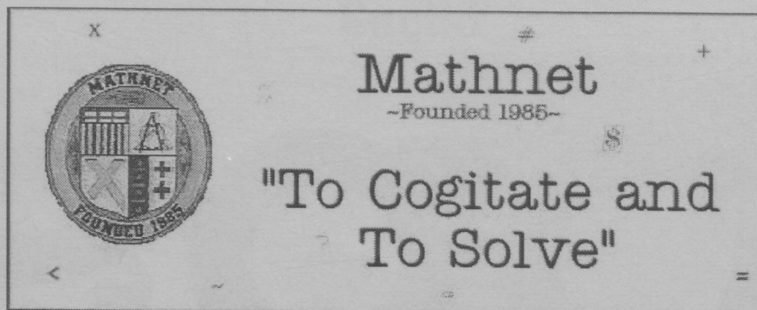 x
#
+
Mathnet
~Founded 1985~
MATHNET
$
"To Cogitate and
To Solve"
FOUNDED 1985
?
<
~
=